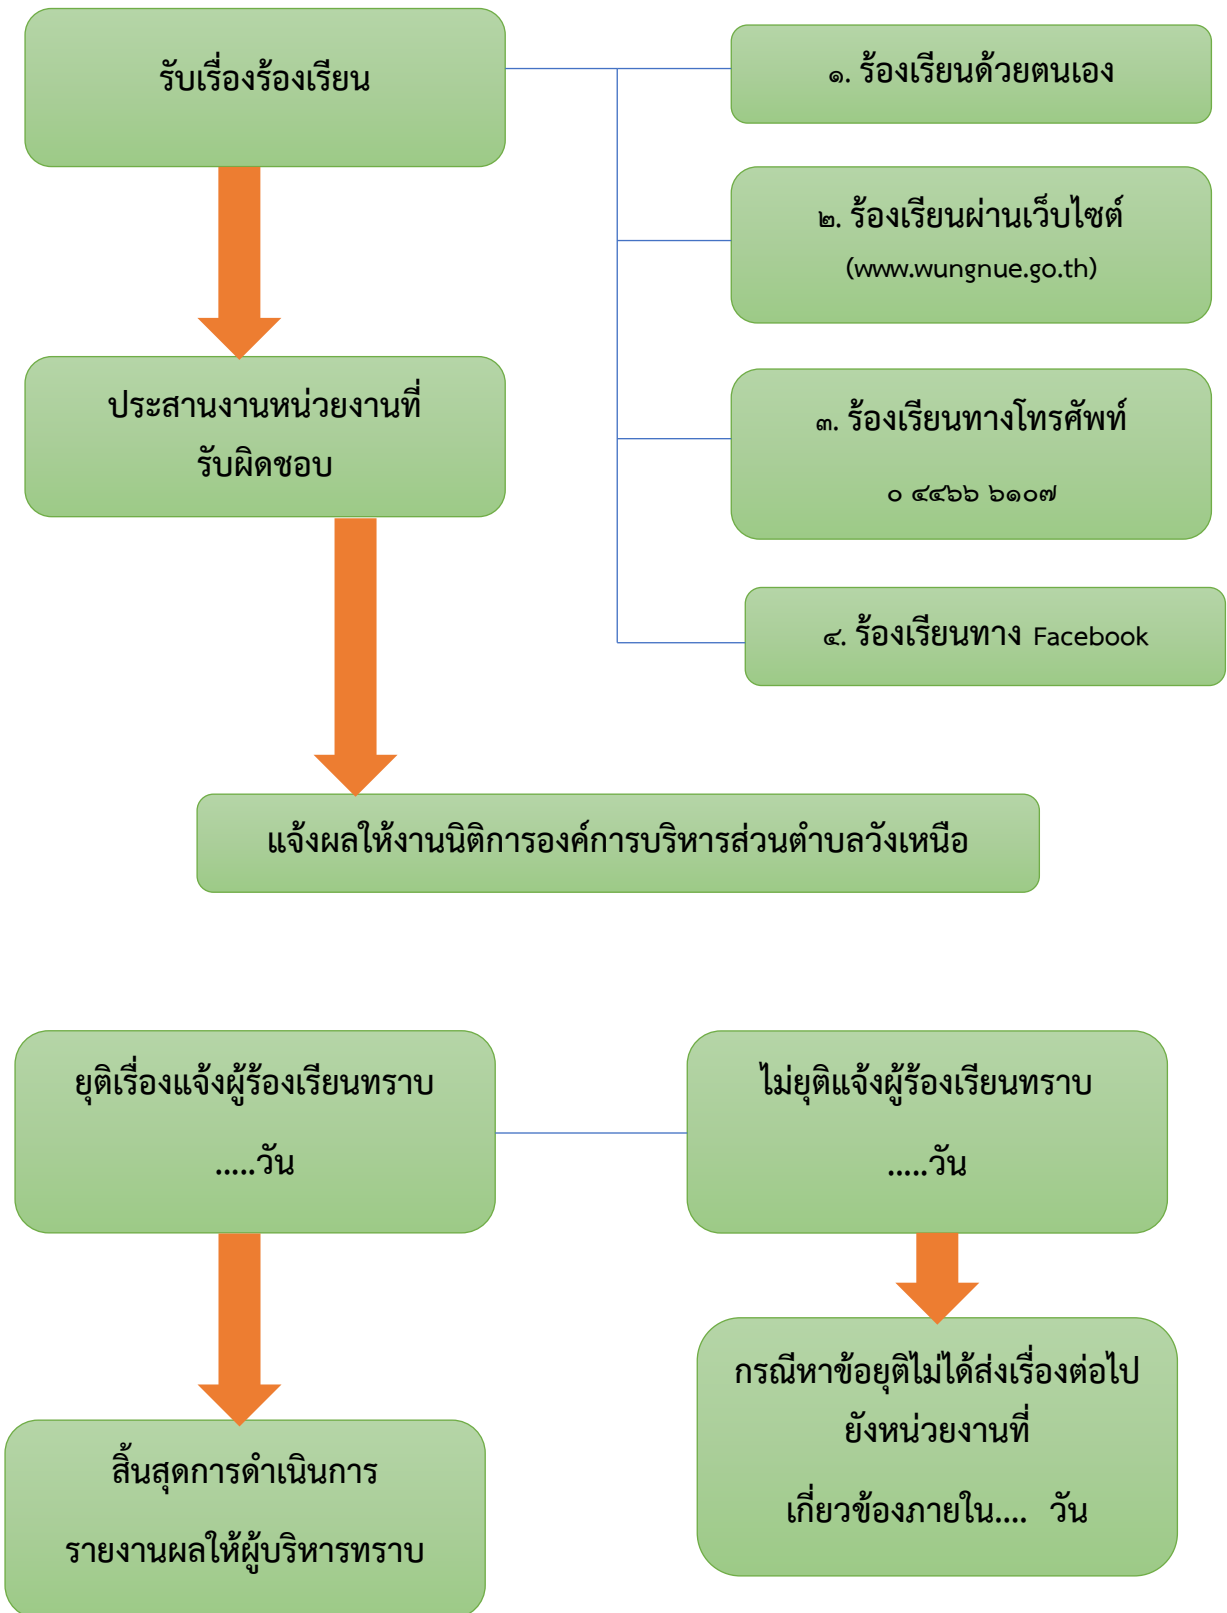 รับเรื่องร้องเรียน
๑. ร้องเรียนด้วยตนเอง
๒. ร้องเรียนผ่านเว็บไซต์
(www.wungnue.go.th)
ประสานงานหน่วยงานที่
รับผิดชอบ
๓. ร้องเรียนทางโทรศัพท์
๐ ๔๔๖๖ ๖๑๐๗
๔. ร้องเรียนทาง Facebook
แจ้งผลให้งานนิติการองค์การบริหารส่วนตำบลวังเหนือ
ยุติเรื่องแจ้งผู้ร้องเรียนทราบ
.....วัน
ไม่ยุติแจ้งผู้ร้องเรียนทราบ
.....วัน
กรณีหาข้อยุติไม่ได้ส่งเรื่องต่อไป
ยังหน่วยงานที่
เกี่ยวข้องภายใน.... วัน
สิ้นสุดการดำเนินการ
รายงานผลให้ผู้บริหารทราบ